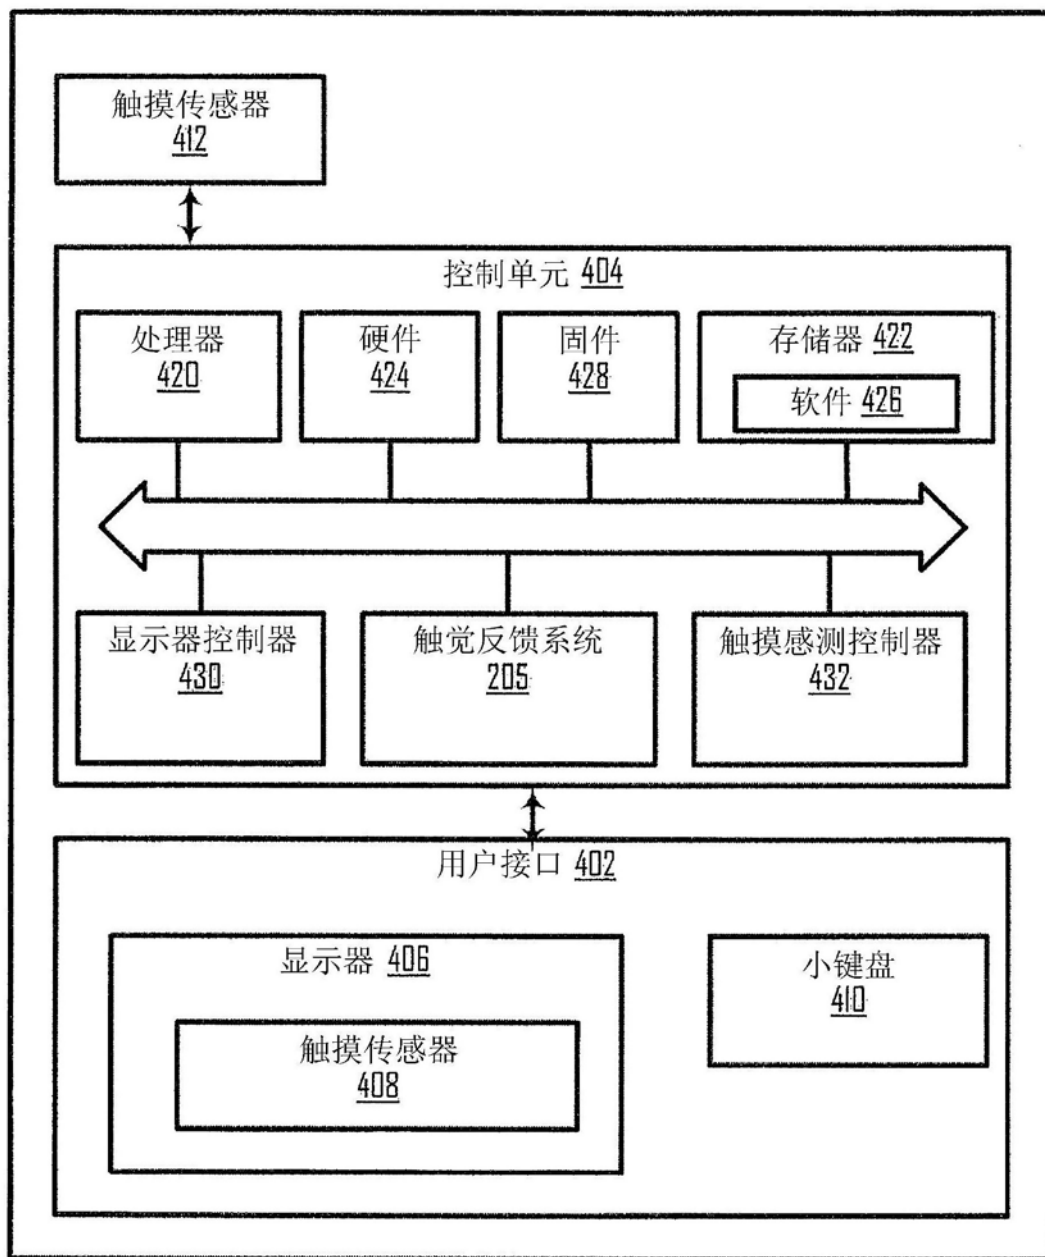 触摸传感器
412
控制单元 404
处理器
420
硬件
424
固件
428
存储器 422
软件 426
显示器控制器
430
触觉反馈系统
205
触摸感测控制器
432
用户接口 402
显示器 406
触摸传感器
408
小键盘
410